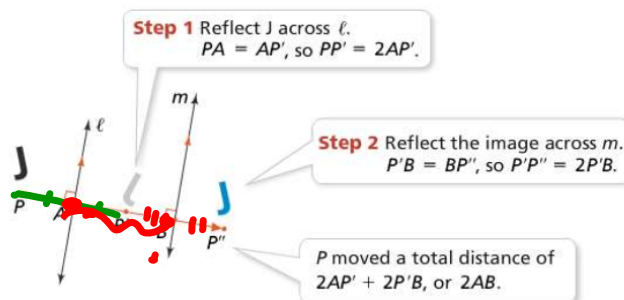 Step 1 Reflect J across ℓ.
PA = AP′, so PP′ = 2AP′.
m
ℓ
J
J
J
Step 2 Reflect the image across m.
P′B = BP″, so P′P″ = 2P′B.
P
A
B
P″
P moved a total distance of
2AP′ + 2P′B, or 2AB.